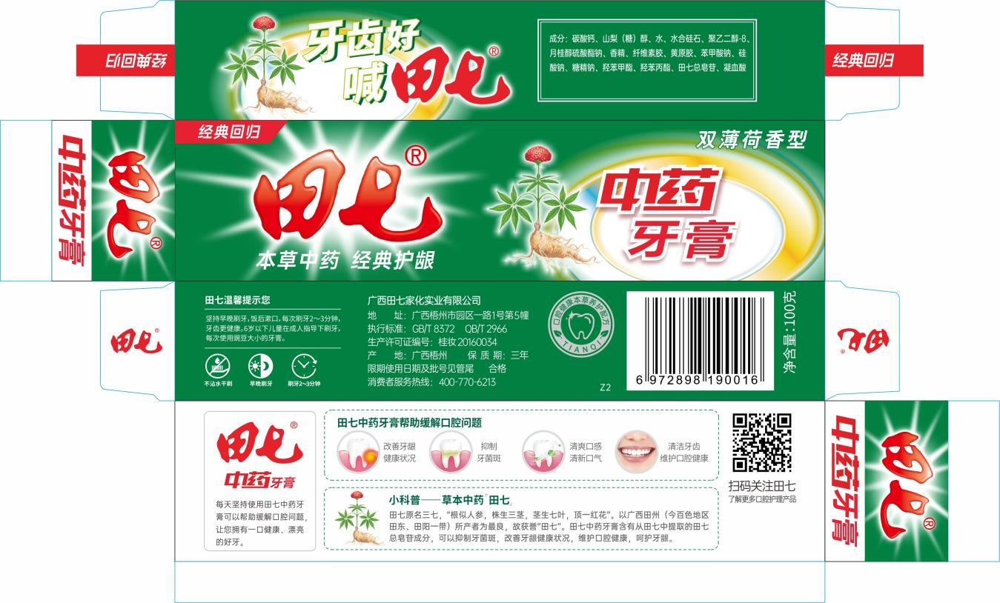 经典回归
牙齿好
喊田七®
成分：碳酸钙、山梨（糖）醇、水、水合硅石、聚乙二醇-8、
月桂醇硫酸酯钠、香精、纤维素胶、黄原胶、苯甲酸钠、硅
酸钠、糖精钠、羟苯甲酯、羟苯丙酯、田七总皂苷、凝血酸
经典回归
中药牙膏
田七®
经典回归
田七®
本草中药 经典护龈
双薄荷香型
中药
牙膏
田七®
田七温馨提示您
坚持早晚刷牙，饭后漱口，每次刷牙2～3分钟，
牙齿更健康。6岁以下儿童在成人指导下刷牙，
每次使用豌豆大小的牙膏。
不沾水干刷
早晚刷牙
刷牙2～3分钟
广西田七家化实业有限公司
地 址：广西梧州市园区一路1号第5幢
执行标准：GB/T 8372 QB/T 2966
生产许可证编号：桂妆20160034
产 地：广西梧州 保 质 期：三年
限期使用日期及批号见管尾 合格
消费者服务热线：400-770-6213
口腔健康本草养护配方
TIANQI
Z2
6 972898 190016
净含量：100克
田七®
田七®
中药牙膏
每天坚持使用田七中药牙
膏可以帮助缓解口腔问题，
让您拥有一口健康、漂亮
的好牙。
田七中药牙膏帮助缓解口腔问题
改善牙龈
健康状况
抑制
牙菌斑
清爽口感
清新口气
清洁牙齿
维护口腔健康
小科普——草本中药「田七」
田七原名三七，“根似人参，株生三茎，茎生七叶，顶一红花”。以广西田州（今百色地区
田东、田阳一带）所产者为最良，故获誉“田七”。田七中药牙膏含有从田七中提取的田七
总皂苷成分，可以抑制牙菌斑，改善牙龈健康状况，维护口腔健康，呵护牙龈。
扫码关注田七
了解更多口腔护理产品
中药牙膏
田七®